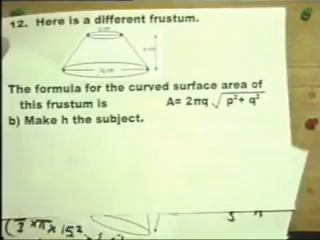 12. Here is a different frustum.
The formula for the curved surface area of
this frustum is A= 2πq √p²+ q²
b) Make h the subject.